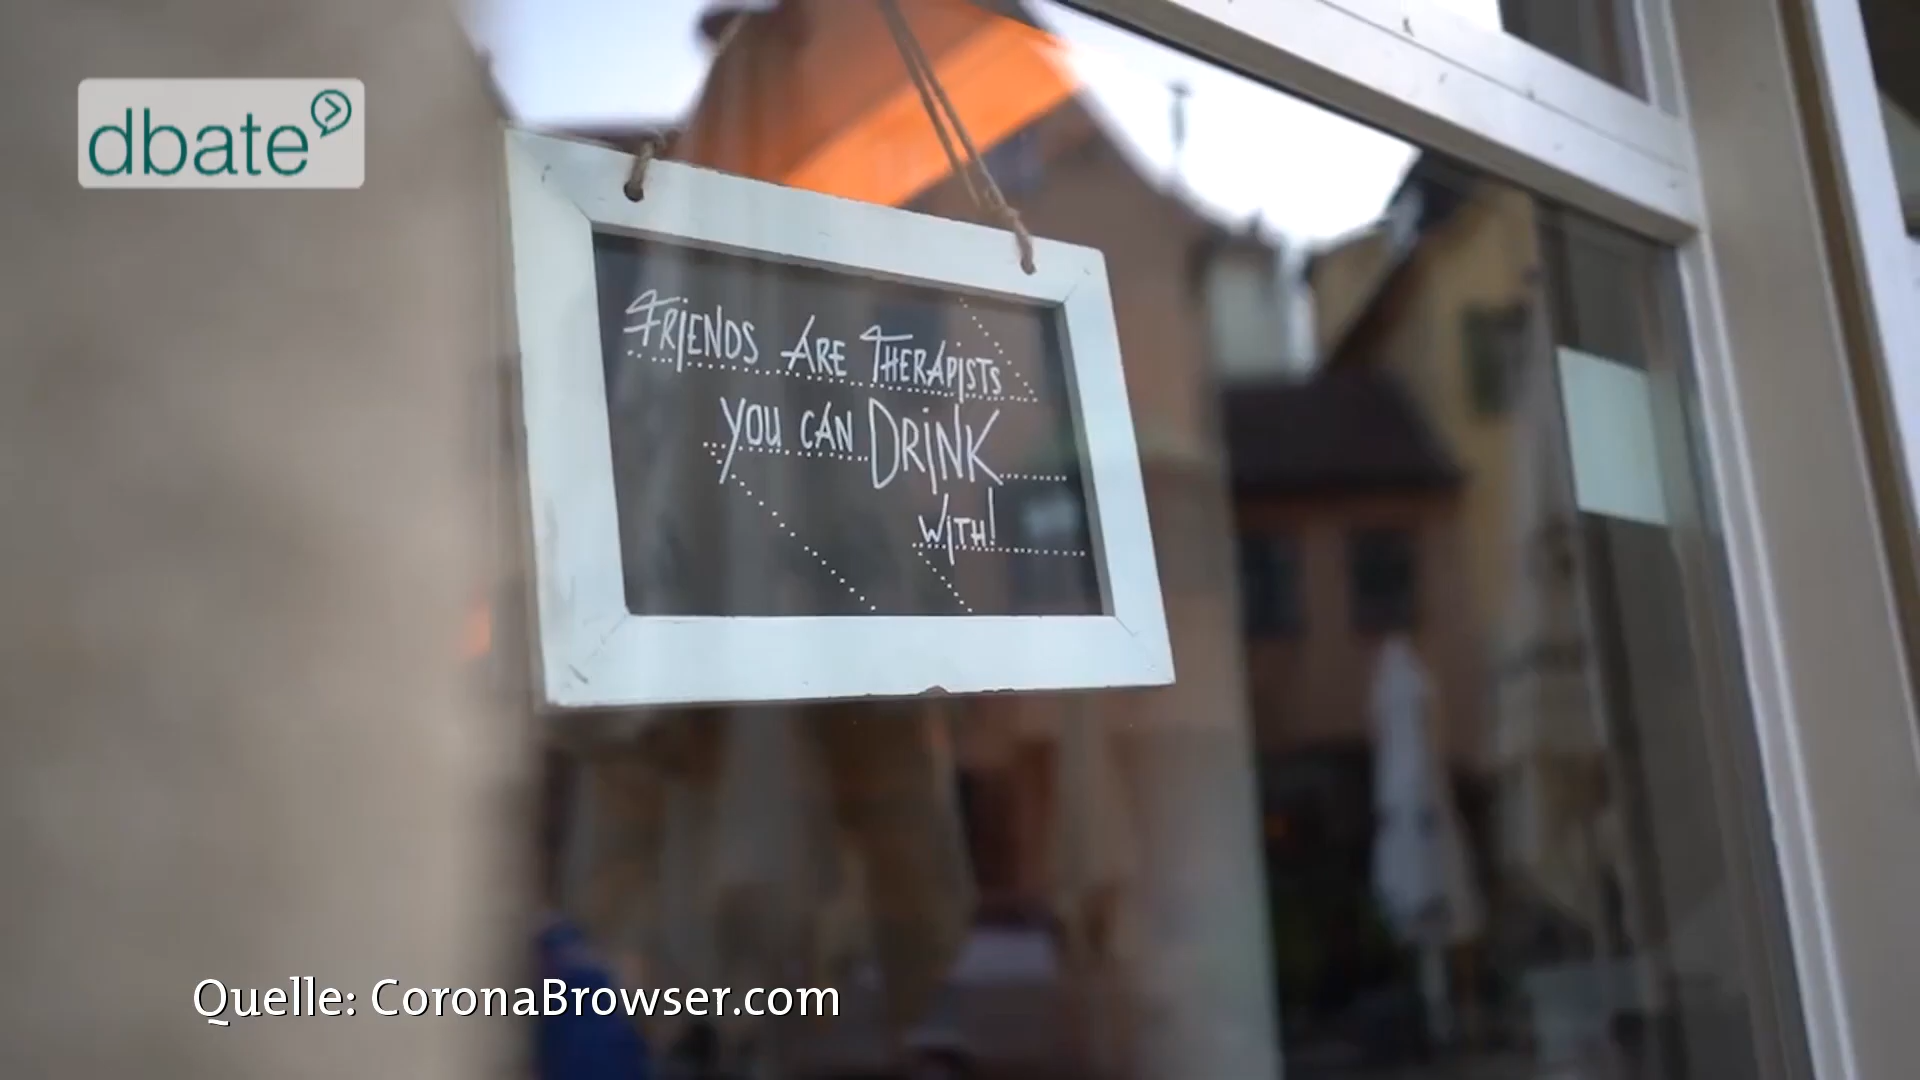 dbate
Friends Are Therapists
you can Drink
with!
Quelle: CoronaBrowser.com